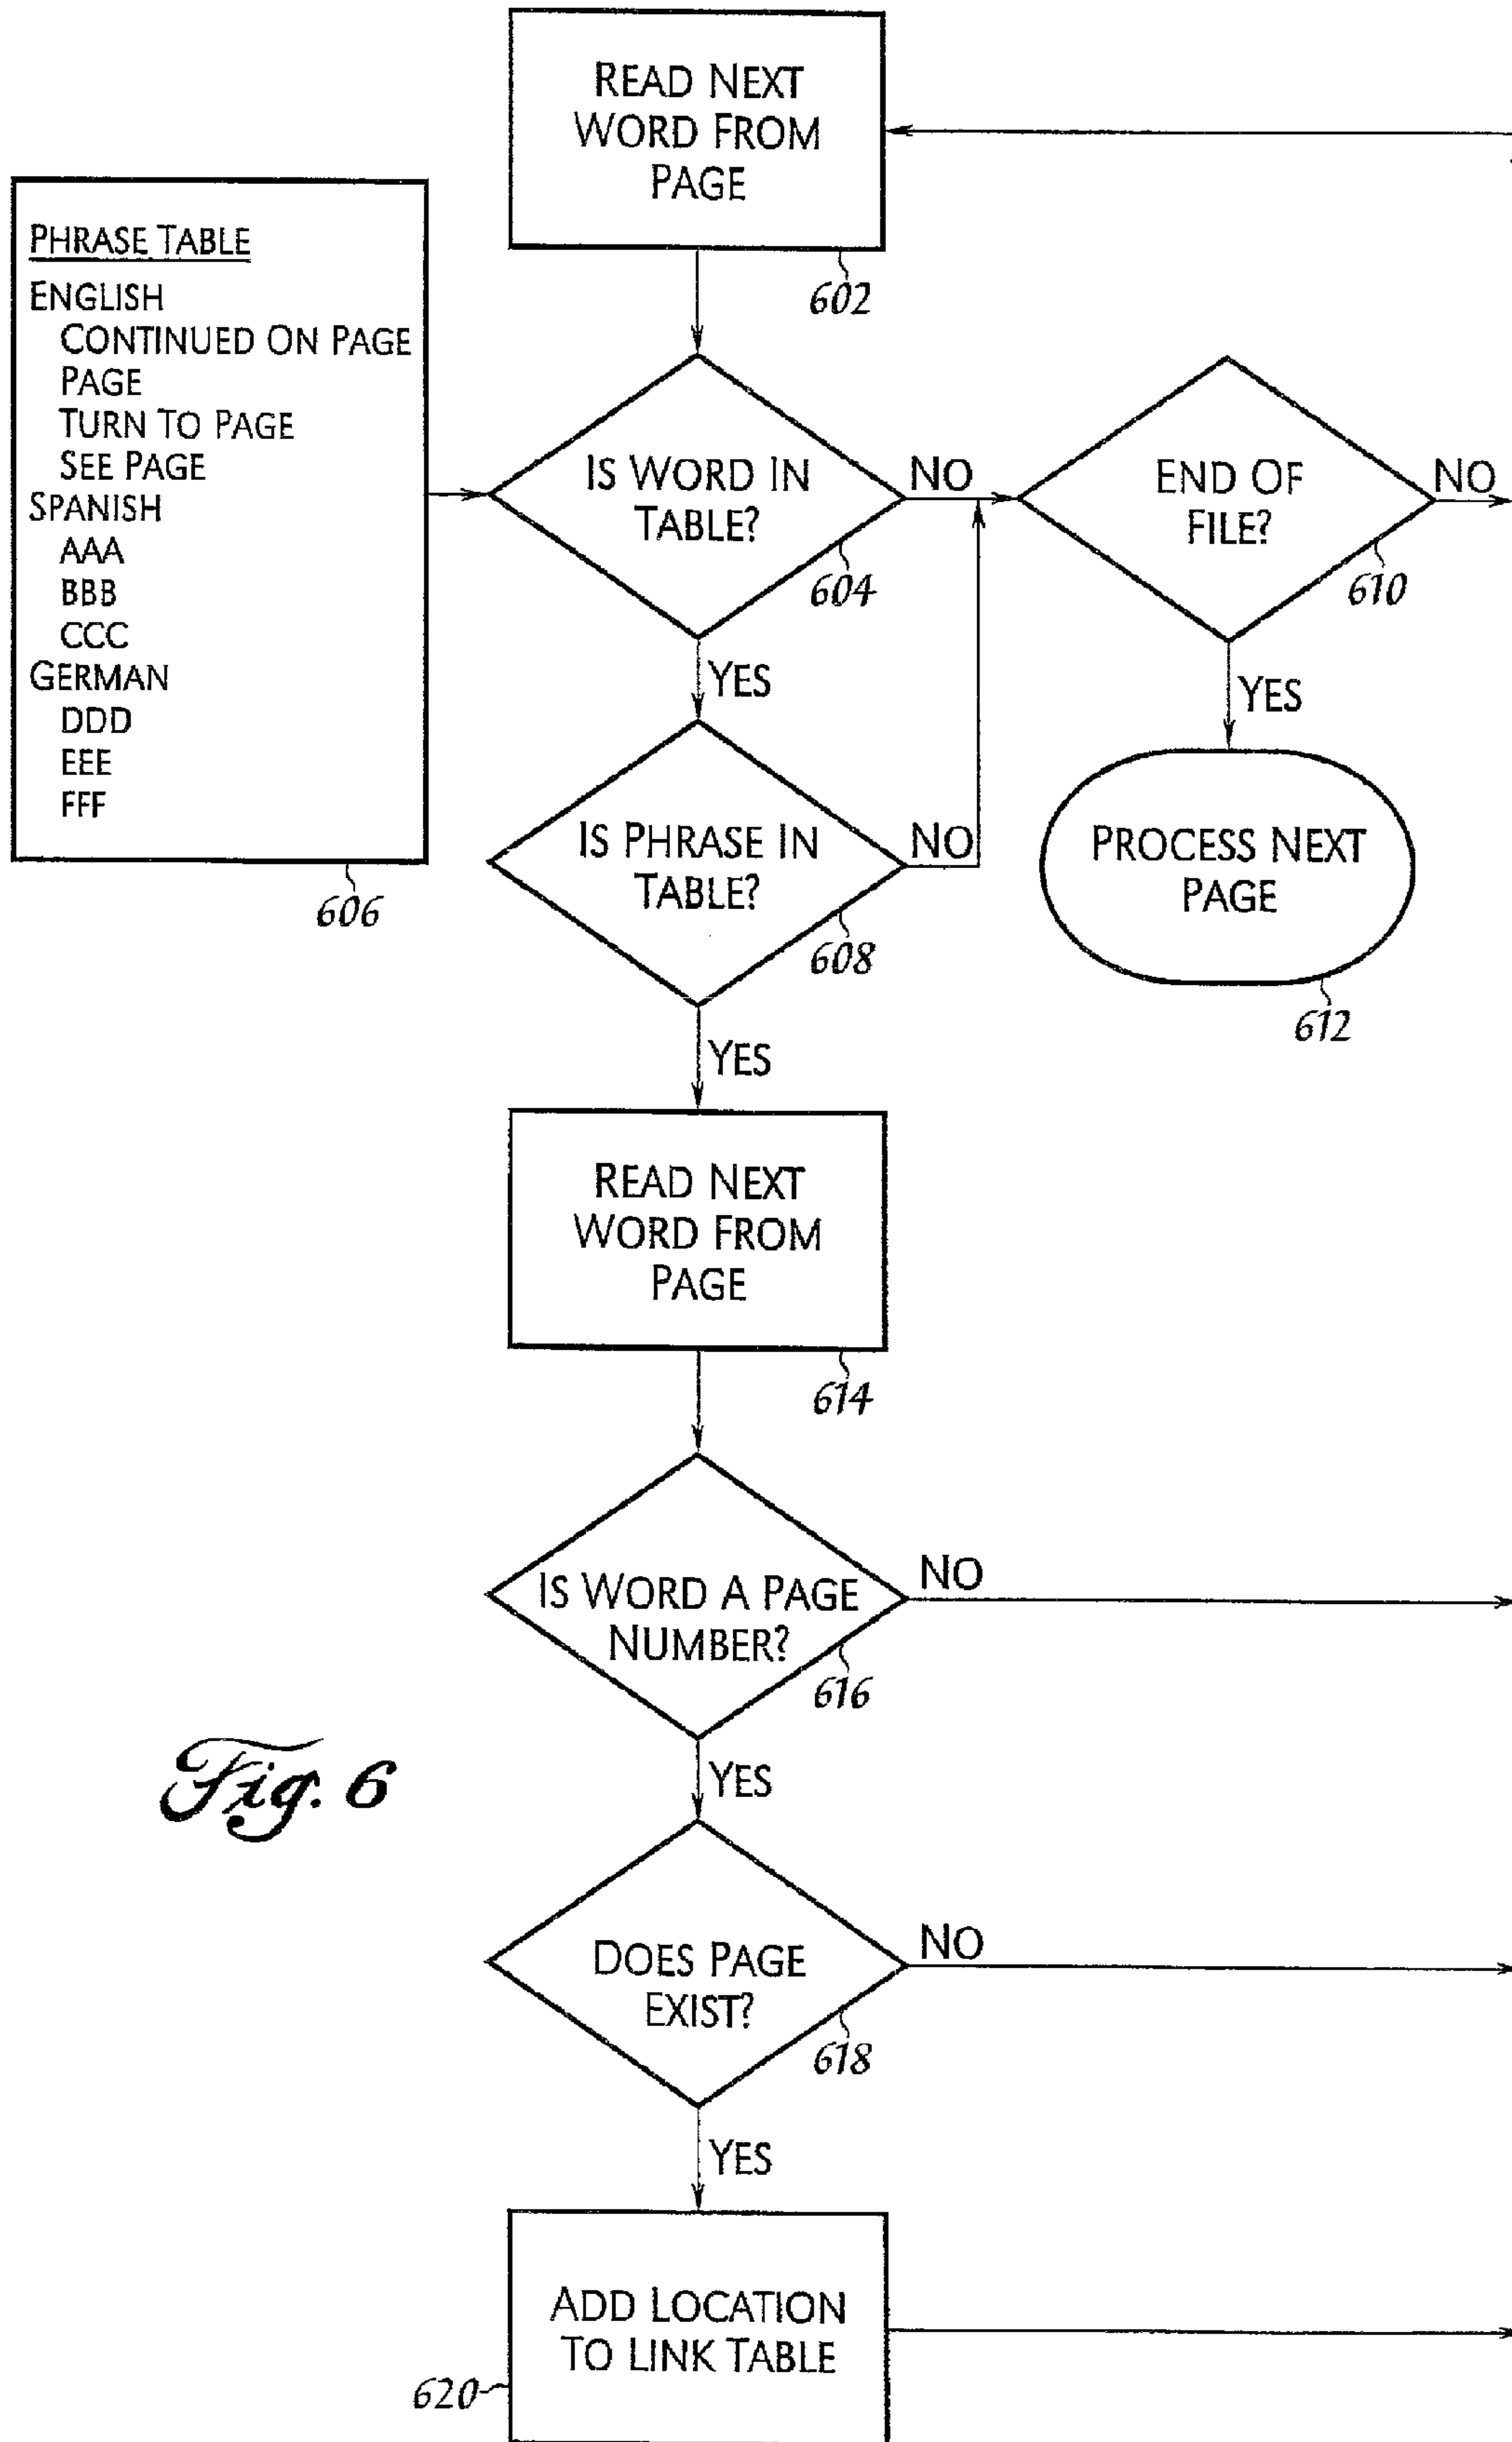 READ NEXT
WORD FROM
PAGE
602
PHRASE TABLE
ENGLISH
CONTINUED ON PAGE
PAGE
TURN TO PAGE
SEE PAGE
SPANISH
AAA
BBB
CCC
GERMAN
DDD
EEE
FFF
606
IS WORD IN
TABLE?
604
NO
END OF
FILE?
610
NO
YES
YES
IS PHRASE IN
TABLE?
608
NO
PROCESS NEXT
PAGE
612
YES
READ NEXT
WORD FROM
PAGE
614
IS WORD A PAGE
NUMBER?
616
NO
Fig. 6
YES
DOES PAGE
EXIST?
618
NO
YES
ADD LOCATION
TO LINK TABLE
620